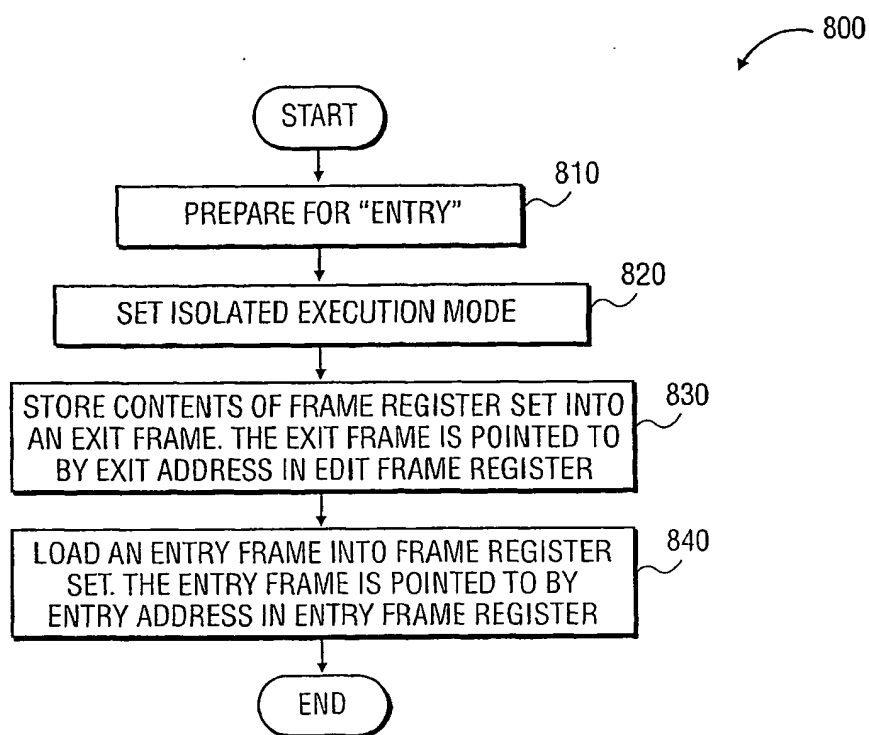 800
START
810
PREPARE FOR “ENTRY”
820
SET ISOLATED EXECUTION MODE
830
STORE CONTENTS OF FRAME REGISTER SET INTO
AN EXIT FRAME. THE EXIT FRAME IS POINTED TO
BY EXIT ADDRESS IN EDIT FRAME REGISTER
840
LOAD AN ENTRY FRAME INTO FRAME REGISTER
SET. THE ENTRY FRAME IS POINTED TO BY
ENTRY ADDRESS IN ENTRY FRAME REGISTER
END